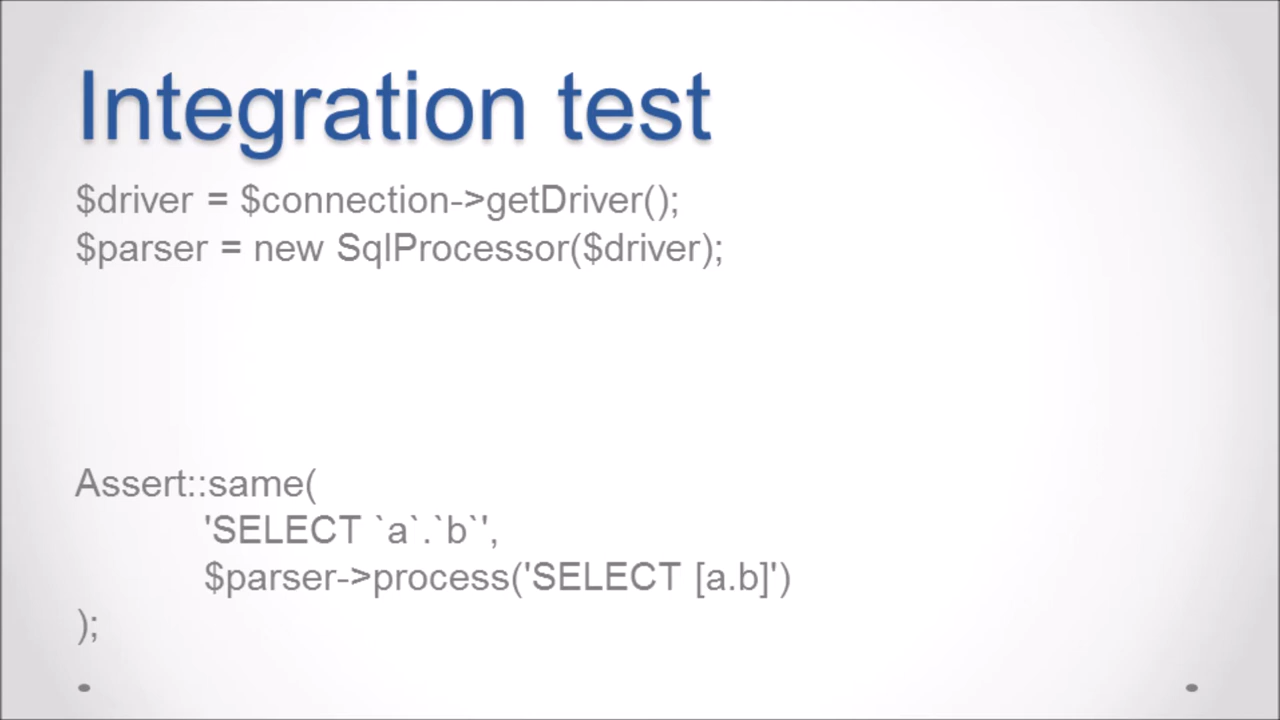 Integration test
$driver = $connection->getDriver();
$parser = new SqlProcessor($driver);
Assert::same(
'SELECT `a`.`b`',
$parser->process('SELECT [a.b]')
);